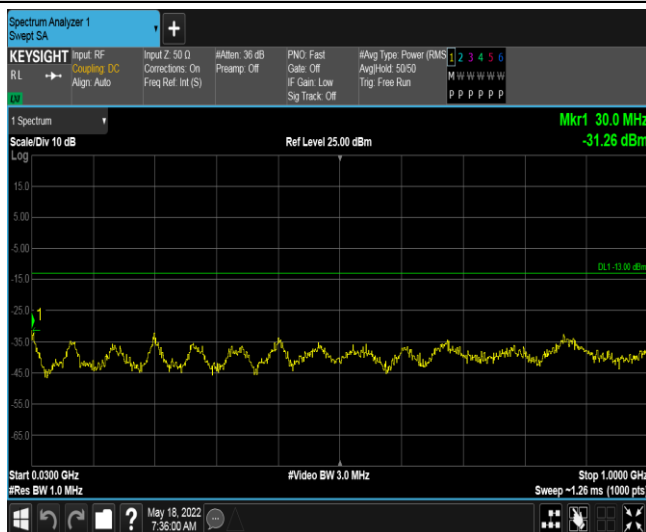 Spectrum Analyzer 1
Swept SA
+
KEYSIGHT Input: RF Input Z: 50 Ω #Atten: 36 dB PNO: Fast #Avg Type: Power (RMS 1 2 3 4 5 6
RL Coupling: DC Corrections: On Preamp: Off Gate: Off Avg|Hold: 50/50 M W W W W W
Align: Auto Freq Ref: Int (S) IF Gain: Low Trig: Free Run
Sig Track: Off P P P P P P
1 Spectrum Mkr1 30.0 MHz
Scale/Div 10 dB Ref Level 25.00 dBm -31.26 dBm
Log
15.0
5.00
-5.00
DL1 -13.00 dBm
-15.0
-25.0
1
-35.0
-45.0
-55.0
-65.0
Start 0.0300 GHz #Video BW 3.0 MHz Stop 1.0000 GHz
#Res BW 1.0 MHz Sweep ~1.26 ms (1000 pts
? May 18, 2022
7:36:00 AM